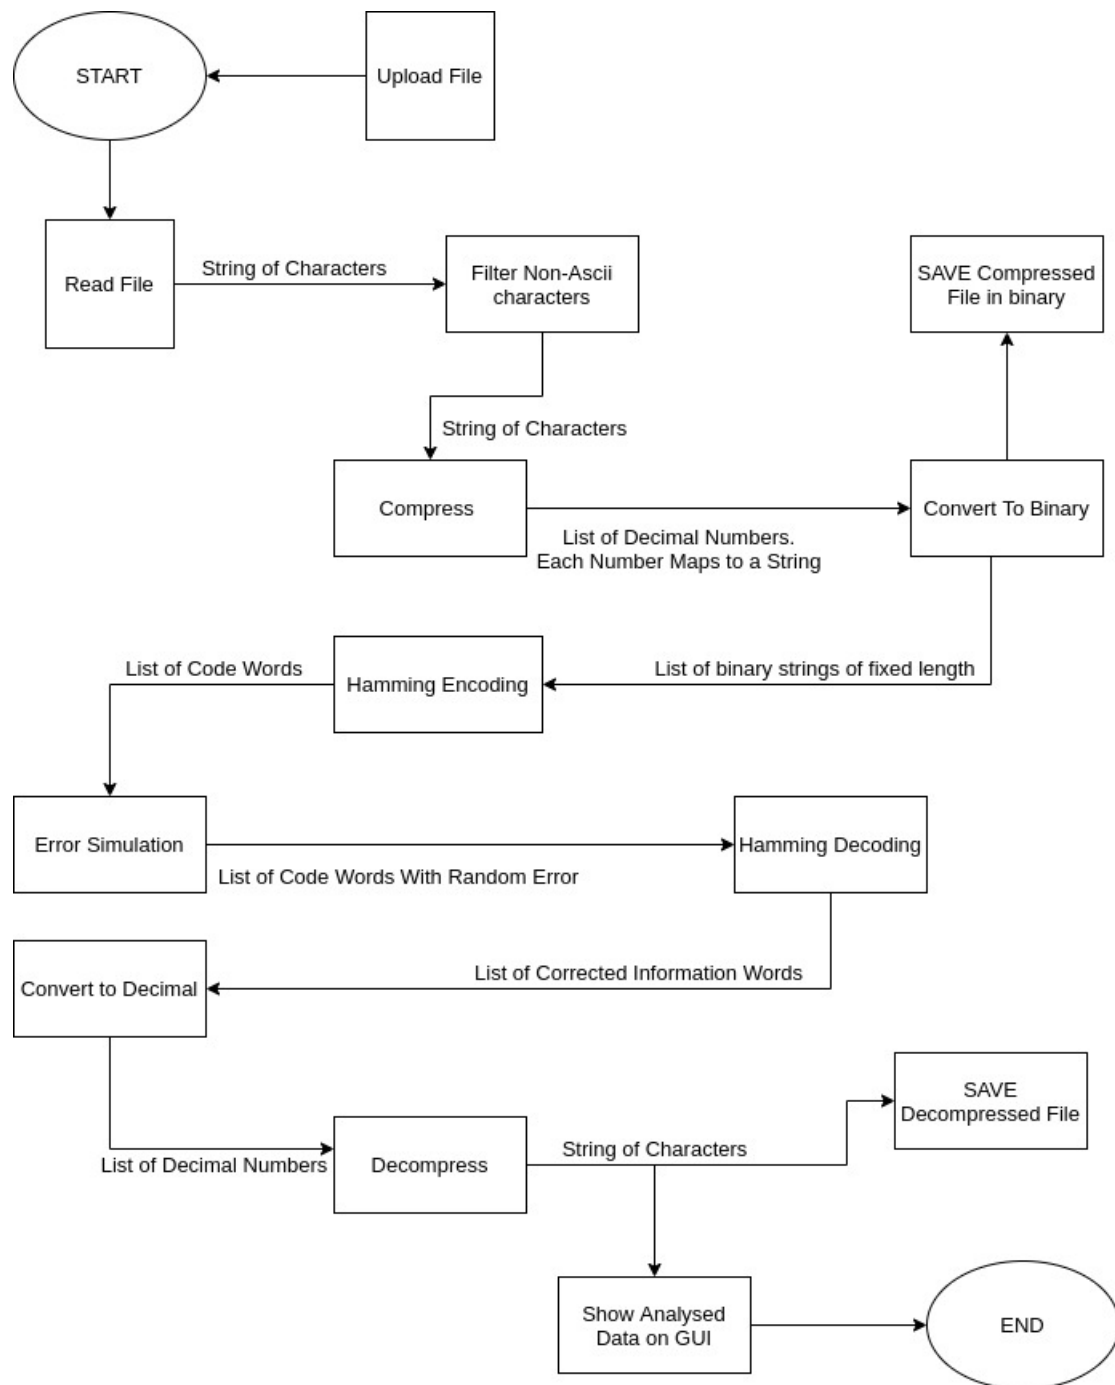 START
Upload File
Read File
String of Characters
Filter Non-Ascii
characters
SAVE Compressed
File in binary
String of Characters
Compress
List of Decimal Numbers.
Each Number Maps to a String
Convert To Binary
List of Code Words
Hamming Encoding
List of binary strings of fixed length
Error Simulation
List of Code Words With Random Error
Hamming Decoding
Convert to Decimal
List of Corrected Information Words
List of Decimal Numbers
Decompress
String of Characters
SAVE
Decompressed File
Show Analysed
Data on GUI
END